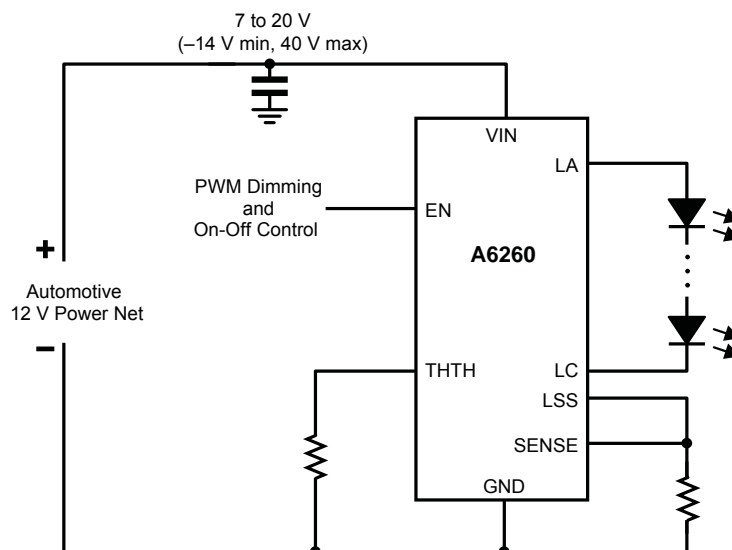 7 to 20 V
(–14 V min, 40 V max)
VIN
LA
PWM Dimming
and
On-Off Control
EN
A6260
+
Automotive
12 V Power Net
–
THTH
LC
LSS
SENSE
GND